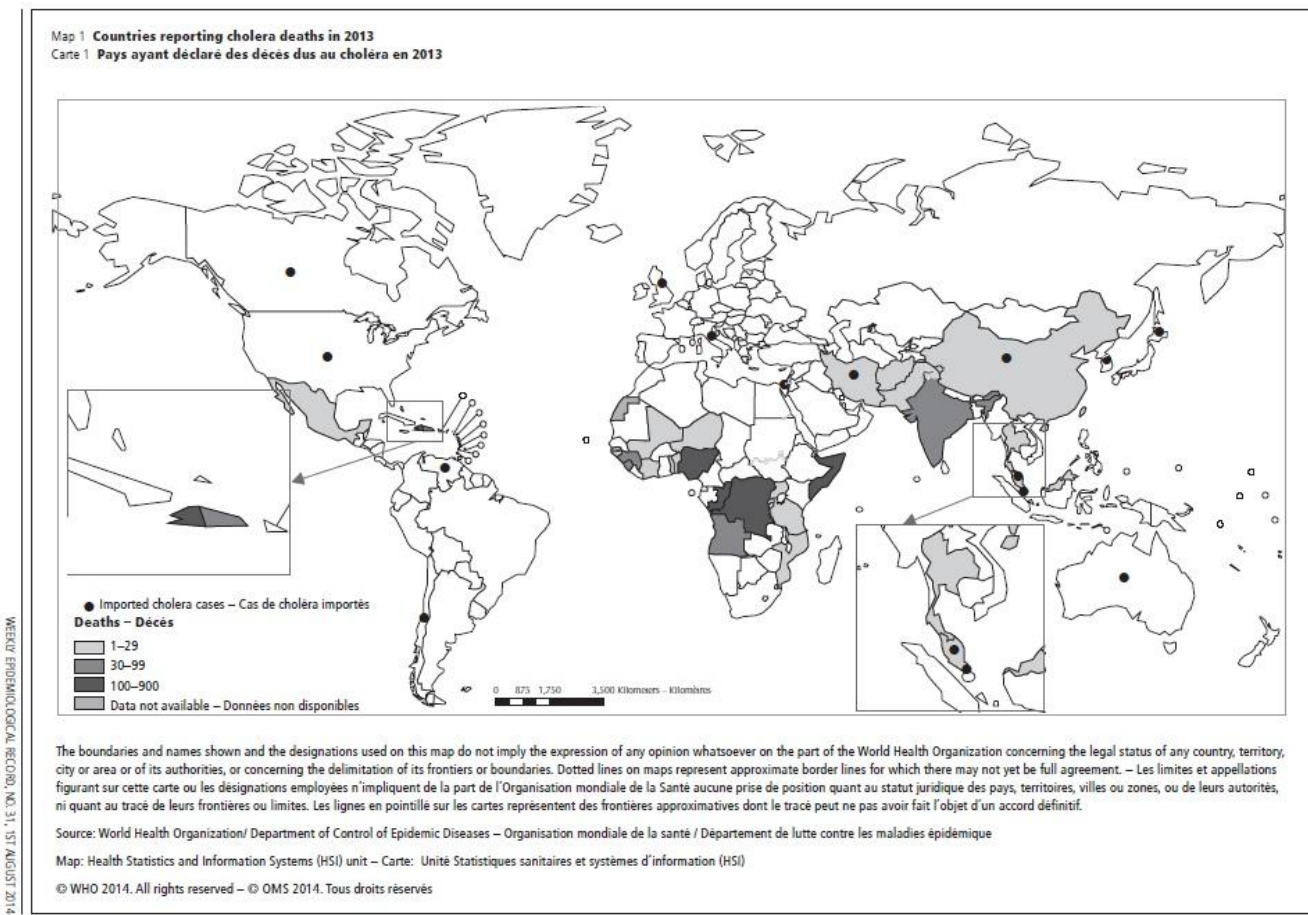 Map 1 Countries reporting cholera deaths in 2013
Carte 1 Pays ayant déclaré des décès dus au choléra en 2013
Imported cholera cases – Cas de choléra importés
Deaths – Décès
1–29
30–99
100–900
Data not available – Données non disponibles
0 875 1,750 3,500 Kilometers – Kilomètres
The boundaries and names shown and the designations used on this map do not imply the expression of any opinion whatsoever on the part of the World Health Organization concerning the legal status of any country, territory,
city or area or of its authorities, or concerning the delimitation of its frontiers or boundaries. Dotted lines on maps represent approximate border lines for which there may not yet be full agreement. – Les limites et appellations
figurant sur cette carte ou les désignations employées n'impliquent de la part de l'Organisation mondiale de la Santé aucune prise de position quant au statut juridique des pays, territoires, villes ou zones, ou de leurs autorités,
ni quant au tracé de leurs frontières ou limites. Les lignes en pointillé sur les cartes représentent des frontières approximatives dont le tracé peut ne pas avoir fait l'objet d'un accord définitif.
Source: World Health Organization/ Department of Control of Epidemic Diseases – Organisation mondiale de la santé / Département de lutte contre les maladies épidémique
Map: Health Statistics and Information Systems (HSI) unit – Carte: Unité Statistiques sanitaires et systèmes d'information (HSI)
© WHO 2014. All rights reserved – © OMS 2014. Tous droits réservés
WEEKLY EPIDEMIOLOGICAL RECORD, NO. 31, 1ST AUGUST 2014